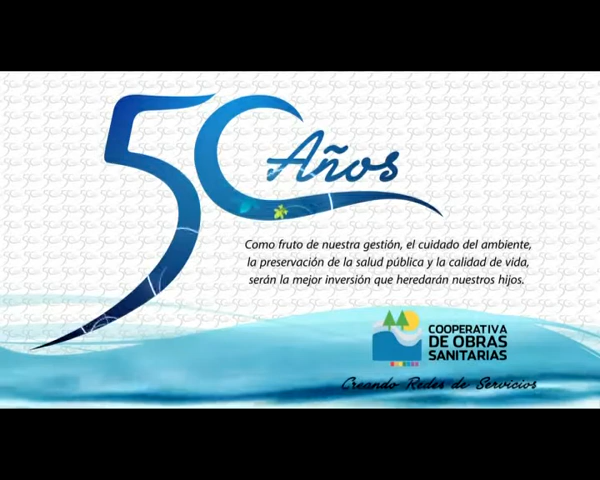 50 Años
Como fruto de nuestra gestión, el cuidado del ambiente,
la preservación de la salud pública y la calidad de vida,
serán la mejor inversión que heredarán nuestros hijos.
COOPERATIVA
DE OBRAS
SANITARIAS
Creando Redes de Servicios